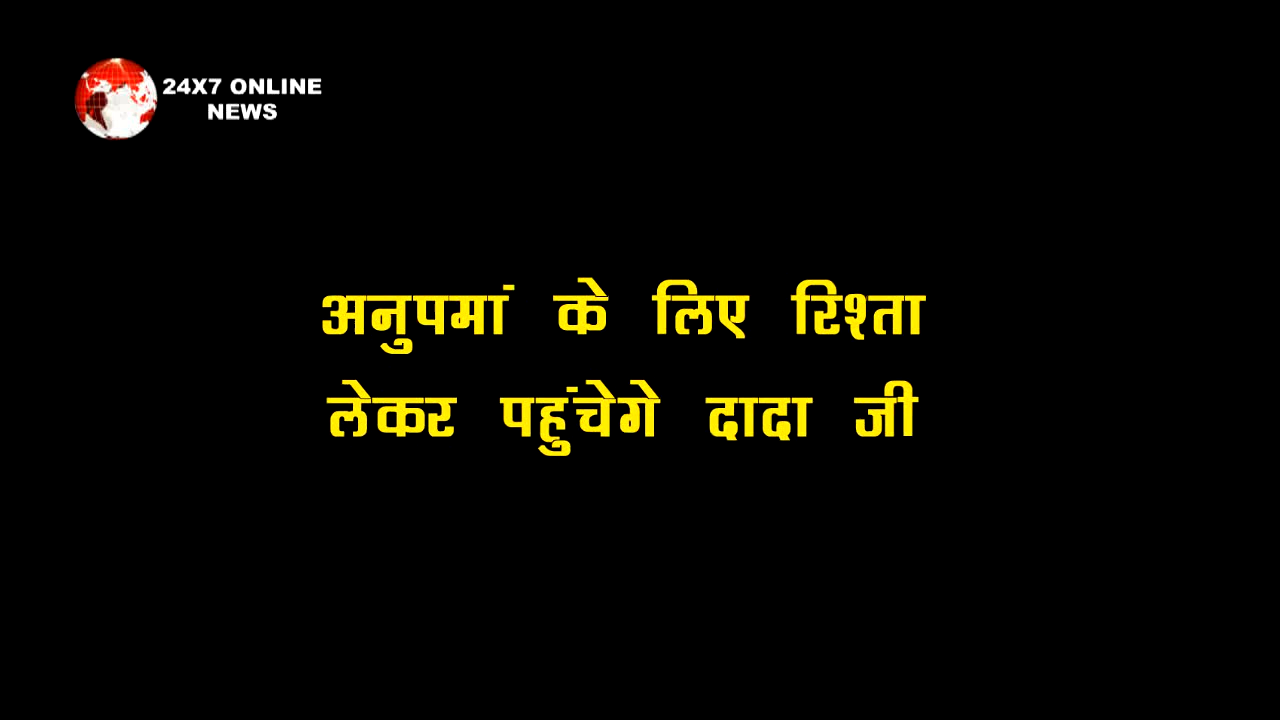 24X7 ONLINE
NEWS
अनुपमां के लिए रिश्ता
लेकर पहुंचेगे दादा जी